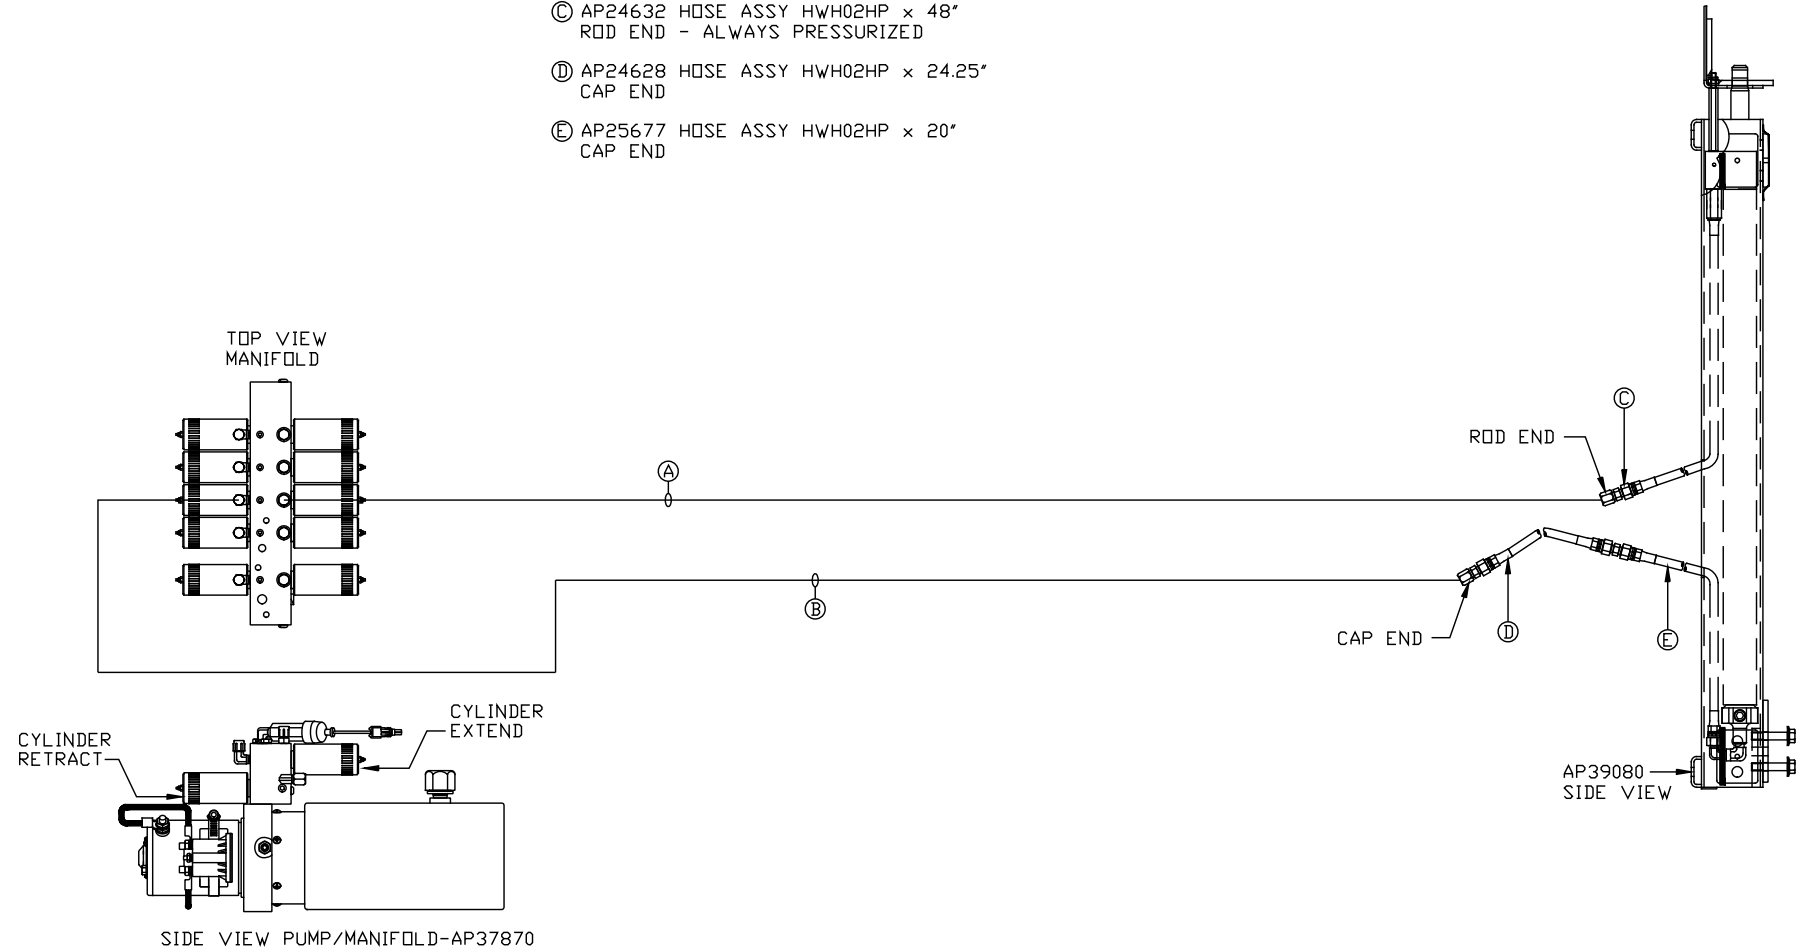 Ⓒ AP24632 HOSE ASSY HWH02HP x 48"
ROD END - ALWAYS PRESSURIZED
Ⓓ AP24628 HOSE ASSY HWH02HP x 24.25"
CAP END
Ⓔ AP25677 HOSE ASSY HWH02HP x 20"
CAP END
TOP VIEW
MANIFOLD
C
ROD END
A
B
CAP END
D
E
CYLINDER
EXTEND
CYLINDER
RETRACT
AP39080
SIDE VIEW
SIDE VIEW PUMP/MANIFOLD-AP37870